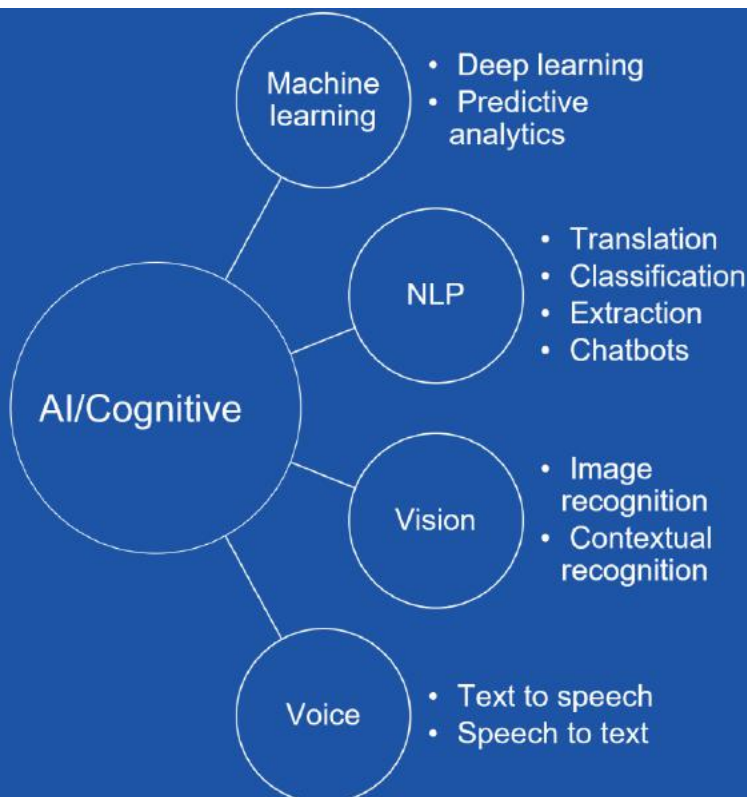 Machine
learning
• Deep learning
• Predictive
analytics
NLP
• Translation
• Classification
• Extraction
• Chatbots
AI/Cognitive
Vision
• Image
recognition
• Contextual
recognition
Voice
• Text to speech
• Speech to text